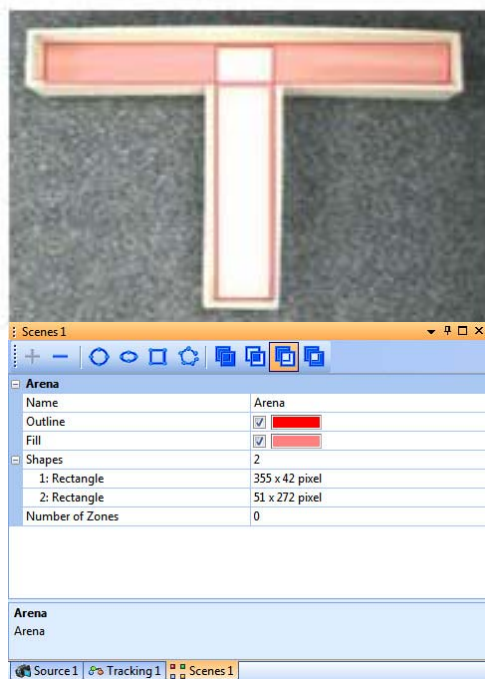 Scenes 1
Arena
Name Arena
Outline
Fill
Shapes 2
1: Rectangle 355 x 42 pixel
2: Rectangle 51 x 272 pixel
Number of Zones 0
Arena
Arena
Source 1 Tracking 1 Scenes 1